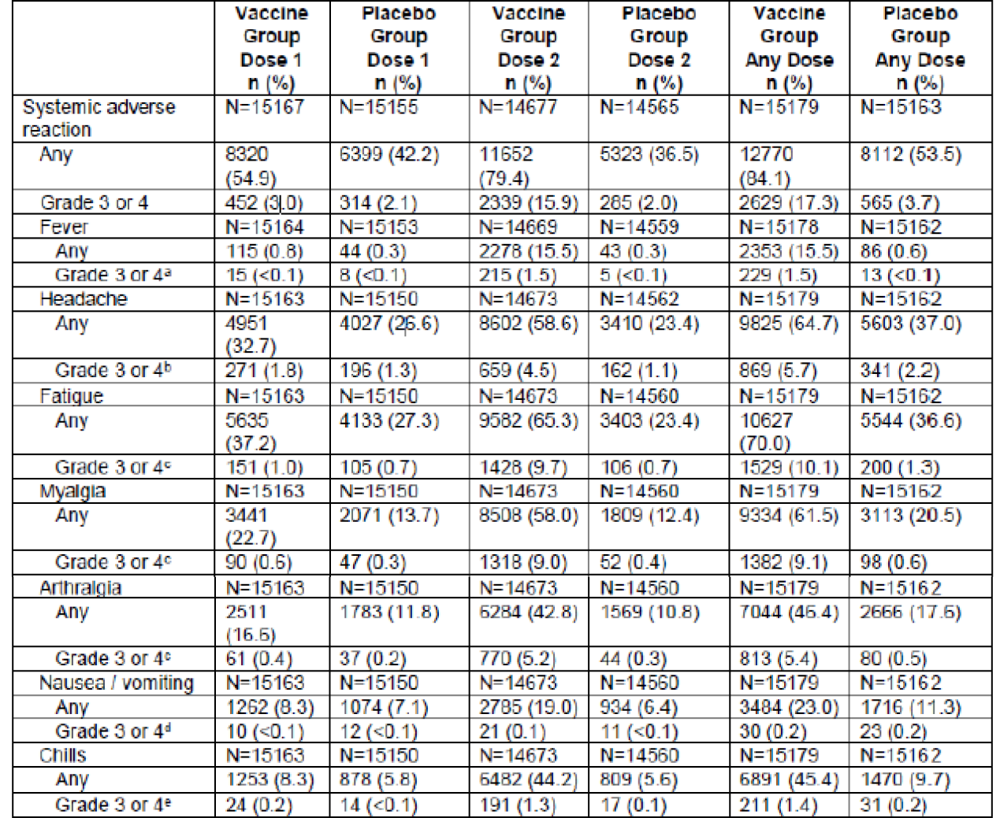 Vaccine Group Dose 1 n (%) Placebo Group Dose 1 n (%) Vaccine Group Dose 2 n (%) Placebo Group Dose 2 n (%) Vaccine Group Any Dose n (%) Placebo Group Any Dose n (%)
Systemic adverse reaction N=15167 N=15155 N=14677 N=14565 N=15179 N=15163
Any 8320 (54.9) 6399 (42.2) 11652 (79.4) 5323 (36.5) 12770 (84.1) 8112 (53.5)
Grade 3 or 4 452 (3.0) 314 (2.1) 2339 (15.9) 285 (2.0) 2629 (17.3) 565 (3.7)
Fever N=15164 N=15153 N=14669 N=14559 N=15178 N=15162
Any 115 (0.8) 44 (0.3) 2278 (15.5) 43 (0.3) 2353 (15.5) 86 (0.6)
Grade 3 or 4ᵃ 15 (<0.1) 8 (<0.1) 215 (1.5) 5 (<0.1) 229 (1.5) 13 (<0.1)
Headache N=15163 N=15150 N=14673 N=14562 N=15179 N=15162
Any 4951 (32.7) 4027 (26.6) 8602 (58.6) 3410 (23.4) 9825 (64.7) 5603 (37.0)
Grade 3 or 4ᵇ 271 (1.8) 196 (1.3) 659 (4.5) 162 (1.1) 869 (5.7) 341 (2.2)
Fatigue N=15163 N=15150 N=14673 N=14560 N=15179 N=15162
Any 5635 (37.2) 4133 (27.3) 9582 (65.3) 3403 (23.4) 10627 (70.0) 5544 (36.6)
Grade 3 or 4ᶜ 151 (1.0) 105 (0.7) 1428 (9.7) 106 (0.7) 1529 (10.1) 200 (1.3)
Myalgia N=15163 N=15150 N=14673 N=14560 N=15179 N=15162
Any 3441 (22.7) 2071 (13.7) 8508 (58.0) 1809 (12.4) 9334 (61.5) 3113 (20.5)
Grade 3 or 4ᶜ 90 (0.6) 47 (0.3) 1318 (9.0) 52 (0.4) 1382 (9.1) 98 (0.6)
Arthralgia N=15163 N=15150 N=14673 N=14560 N=15179 N=15162
Any 2511 (16.6) 1783 (11.8) 6284 (42.8) 1569 (10.8) 7044 (46.4) 2666 (17.6)
Grade 3 or 4ᶜ 61 (0.4) 37 (0.2) 770 (5.2) 44 (0.3) 813 (5.4) 80 (0.5)
Nausea / vomiting N=15163 N=15150 N=14673 N=14560 N=15179 N=15162
Any 1262 (8.3) 1074 (7.1) 2785 (19.0) 934 (6.4) 3484 (23.0) 1716 (11.3)
Grade 3 or 4ᵈ 10 (<0.1) 12 (<0.1) 21 (0.1) 11 (<0.1) 30 (0.2) 23 (0.2)
Chills N=15163 N=15150 N=14673 N=14560 N=15179 N=15162
Any 1253 (8.3) 878 (5.8) 6482 (44.2) 809 (5.6) 6891 (45.4) 1470 (9.7)
Grade 3 or 4ᵉ 24 (0.2) 14 (<0.1) 191 (1.3) 17 (0.1) 211 (1.4) 31 (0.2)